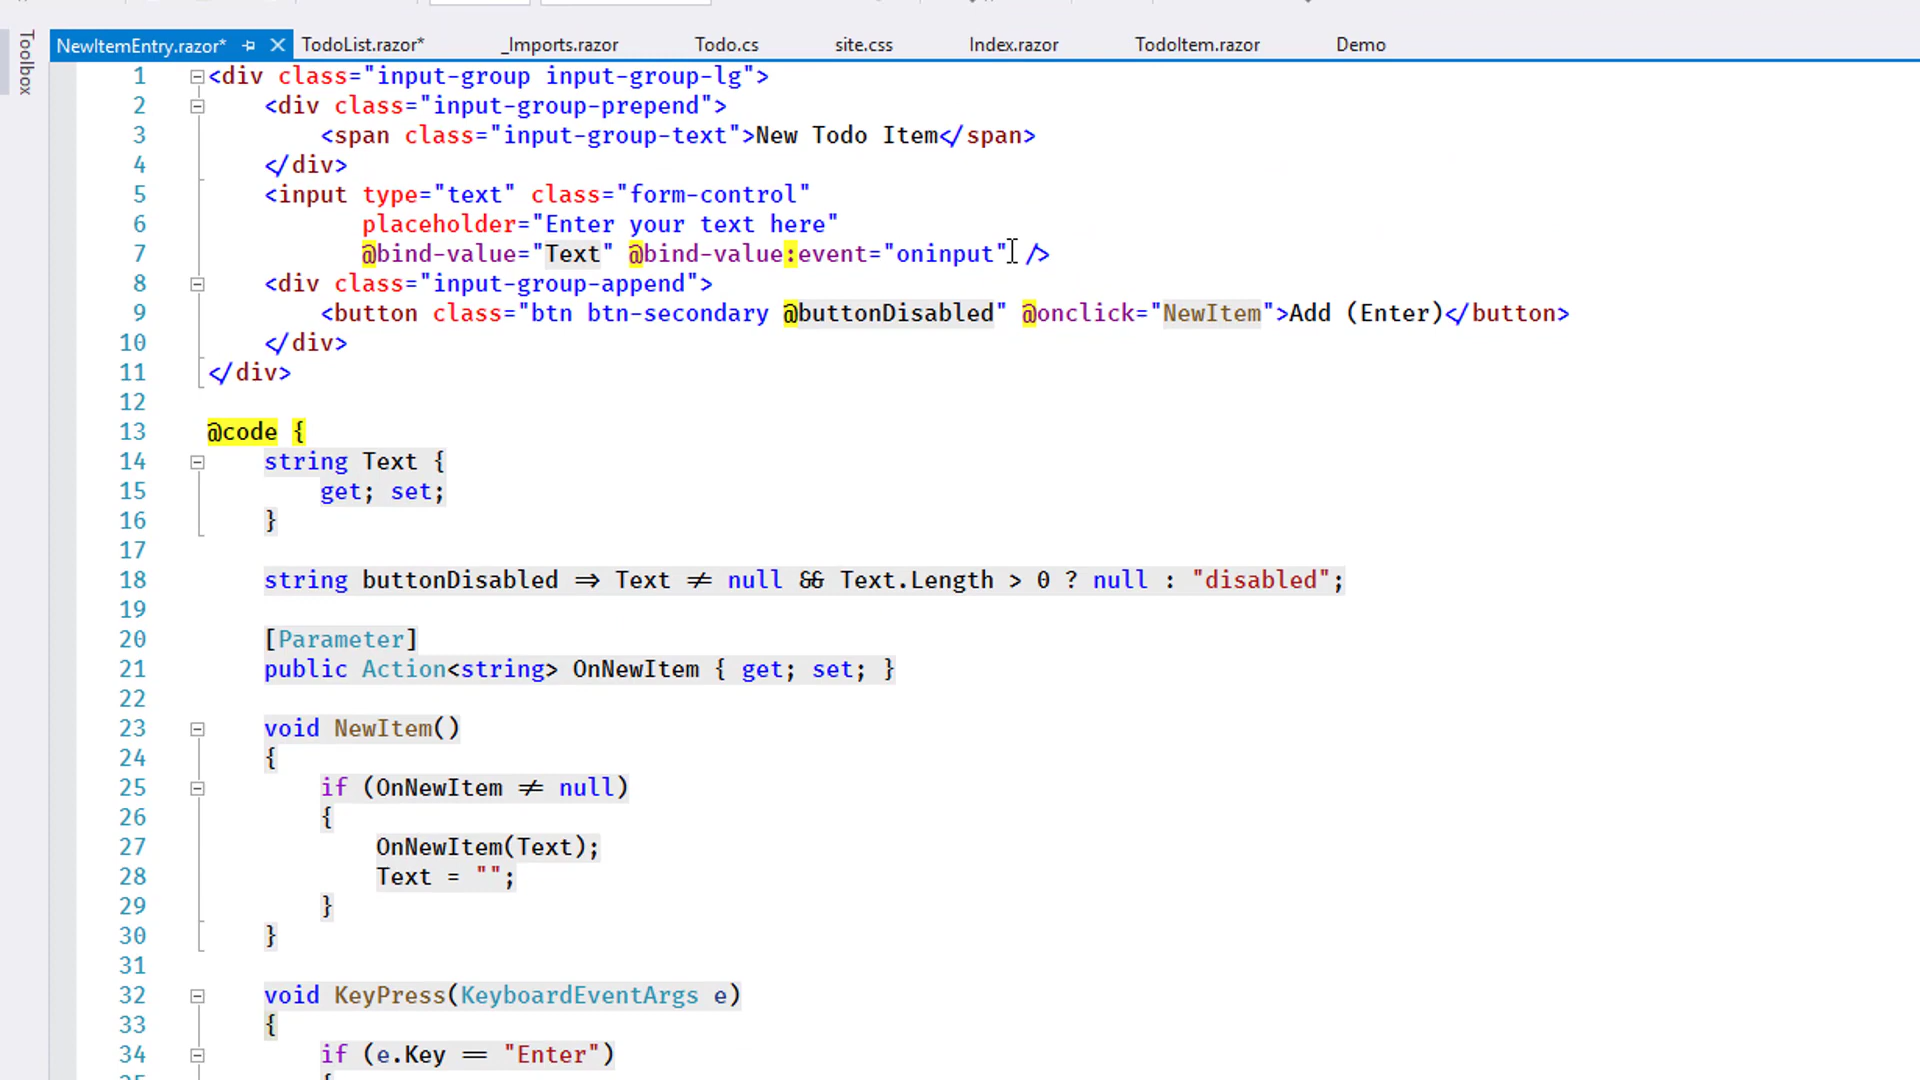 Toolbox
NewItemEntry.razor* TodoList.razor* _Imports.razor Todo.cs site.css Index.razor TodoItem.razor Demo
1 <div class="input-group input-group-lg">
2 <div class="input-group-prepend">
3 <span class="input-group-text">New Todo Item</span>
4 </div>
5 <input type="text" class="form-control"
6 placeholder="Enter your text here"
7 @bind-value="Text" @bind-value:event="oninput" />
8 <div class="input-group-append">
9 <button class="btn btn-secondary @buttonDisabled" @onclick="NewItem">Add (Enter)</button>
10 </div>
11 </div>
12
13 @code {
14 string Text {
15 get; set;
16 }
17
18 string buttonDisabled => Text != null && Text.Length > 0 ? null : "disabled";
19
20 [Parameter]
21 public Action<string> OnNewItem { get; set; }
22
23 void NewItem()
24 {
25 if (OnNewItem != null)
26 {
27 OnNewItem(Text);
28 Text = "";
29 }
30 }
31
32 void KeyPress(KeyboardEventArgs e)
33 {
34 if (e.Key == "Enter")